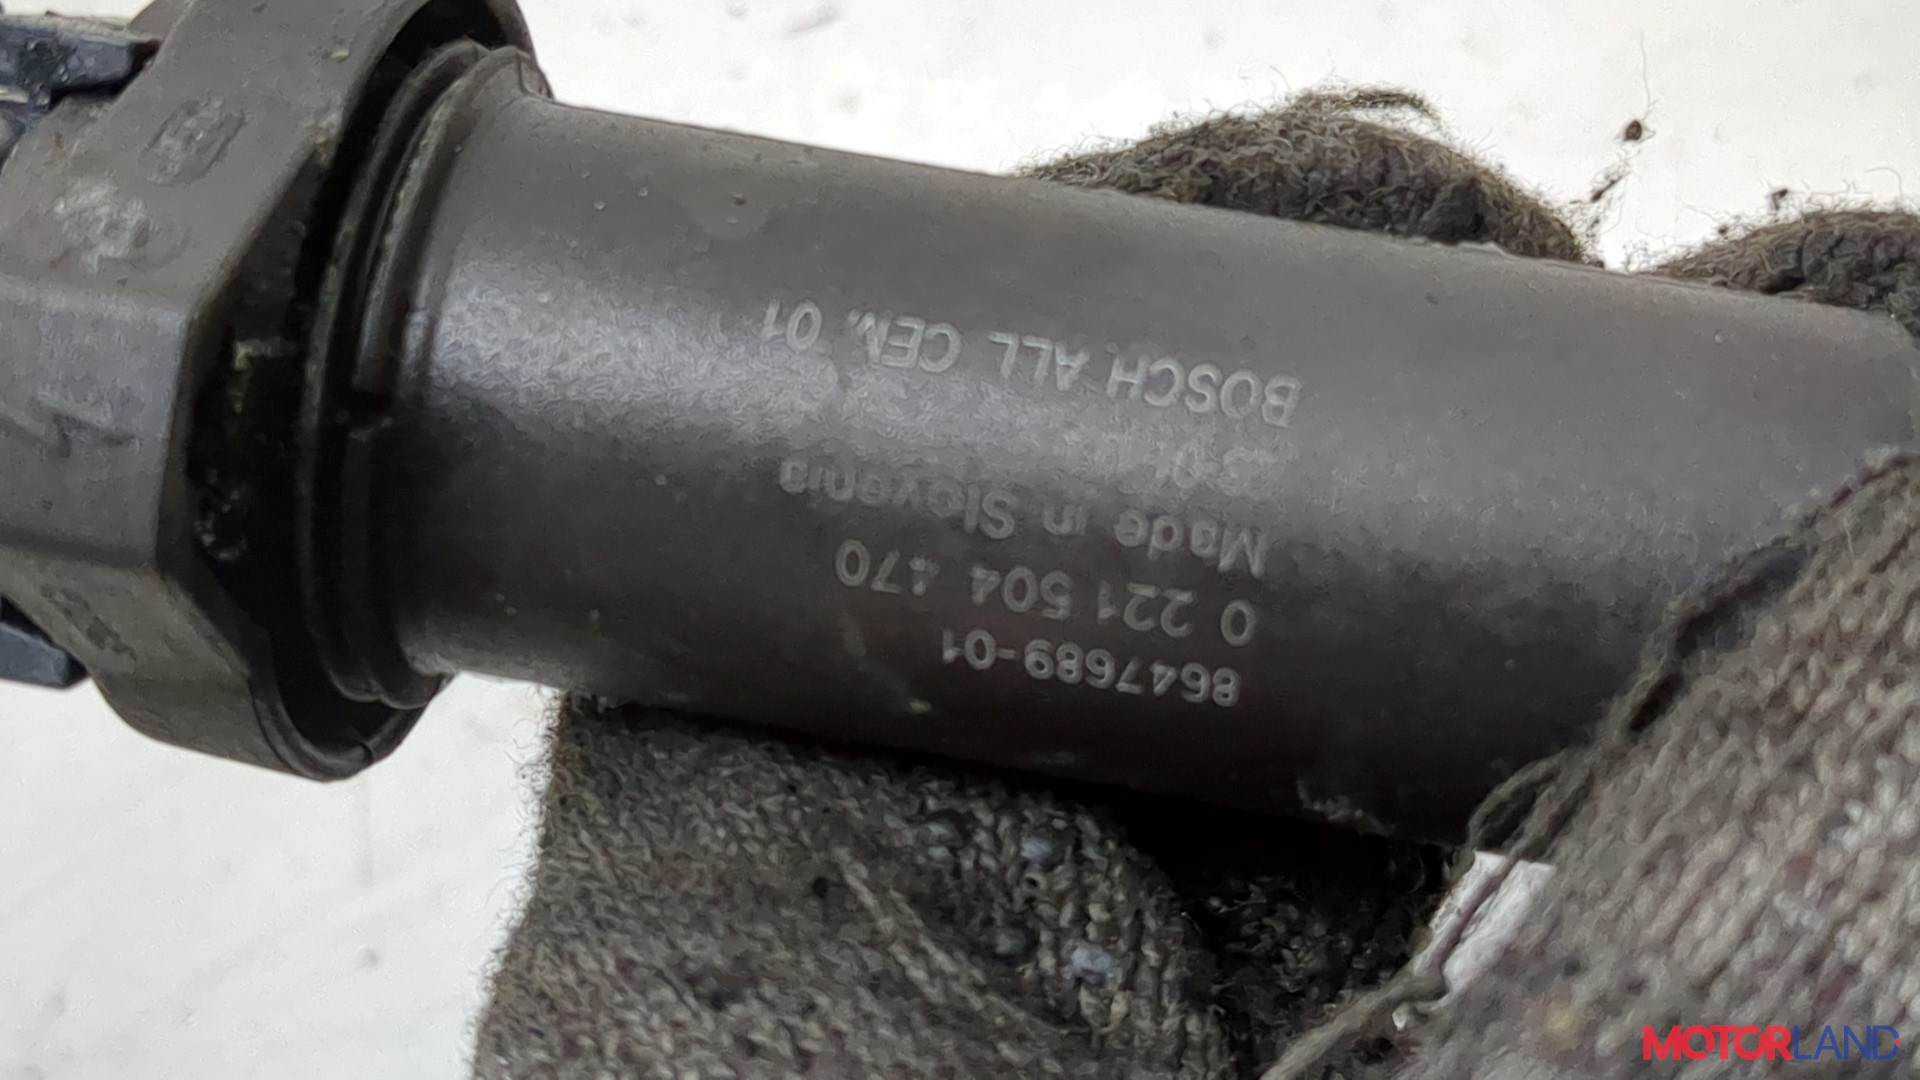 8647689-01
0 221 504 470
Made in Slovenia
BOSCH ALL CEM. 01
MOTORLAND